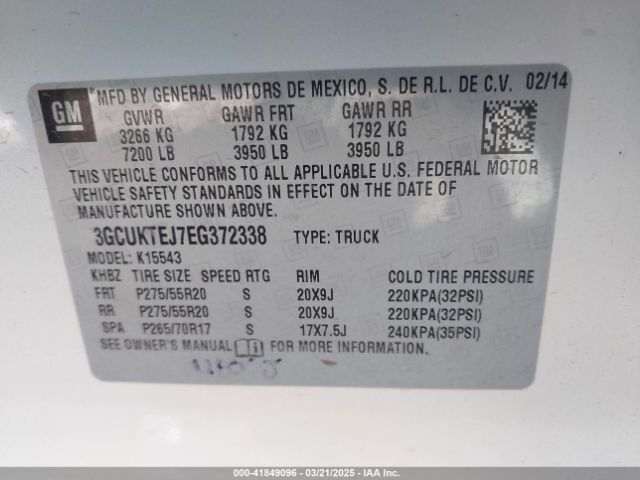 GM
MFD BY GENERAL MOTORS DE MEXICO, S. DE R.L. DE C.V. 02/14
GVWR GAWR FRT GAWR RR
3266 KG 1792 KG 1792 KG
7200 LB 3950 LB 3950 LB
THIS VEHICLE CONFORMS TO ALL APPLICABLE U.S. FEDERAL MOTOR
VEHICLE SAFETY STANDARDS IN EFFECT ON THE DATE OF
MANUFACTURE SHOWN ABOVE.
3GCUKTEJ7EG372338 TYPE: TRUCK
MODEL: K15543
KHBZ TIRE SIZE SPEED RTG RIM COLD TIRE PRESSURE
FRT P275/55R20 S 20X9J 220KPA(32PSI)
RR P275/55R20 S 20X9J 220KPA(32PSI)
SPA P265/70R17 S 17X7.5J 240KPA(35PSI)
SEE OWNER'S MANUAL FOR MORE INFORMATION.
000-41849096 - 03/21/2025 - IAA Inc.